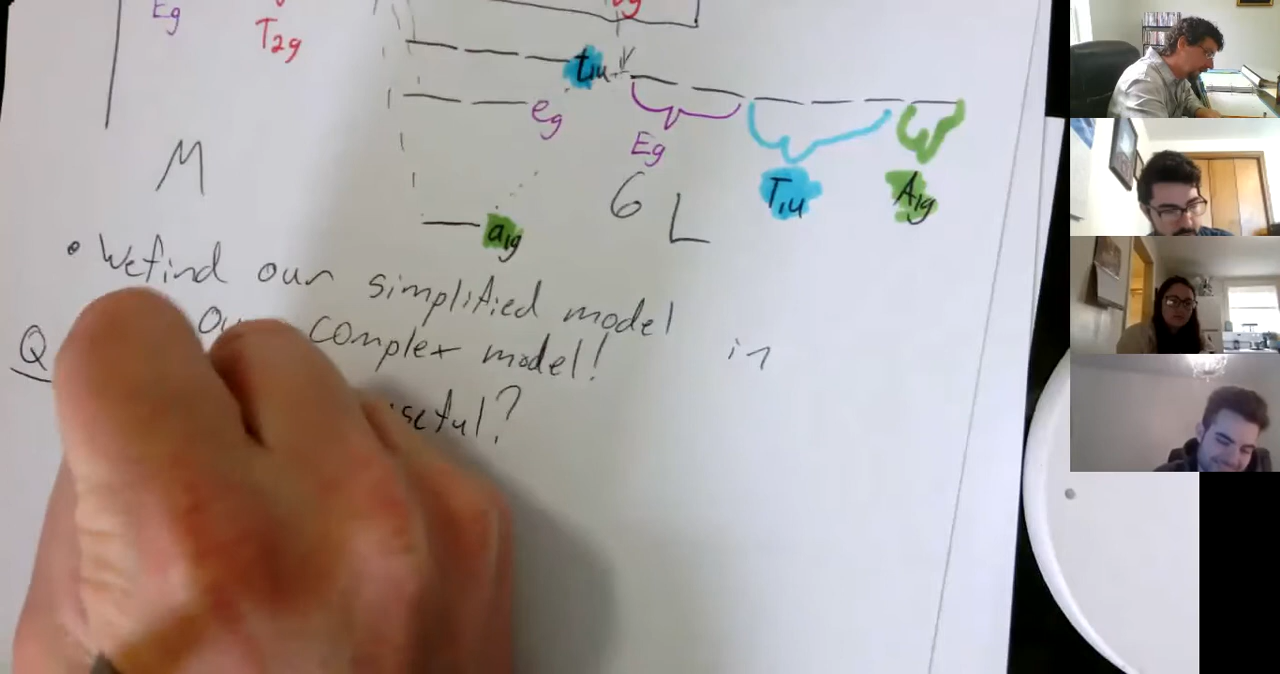 Eg
T2g
t1u
eg
Eg
M
6 L
T1u
A1g
a1g
• We find our simplified model in
complex model!
Q